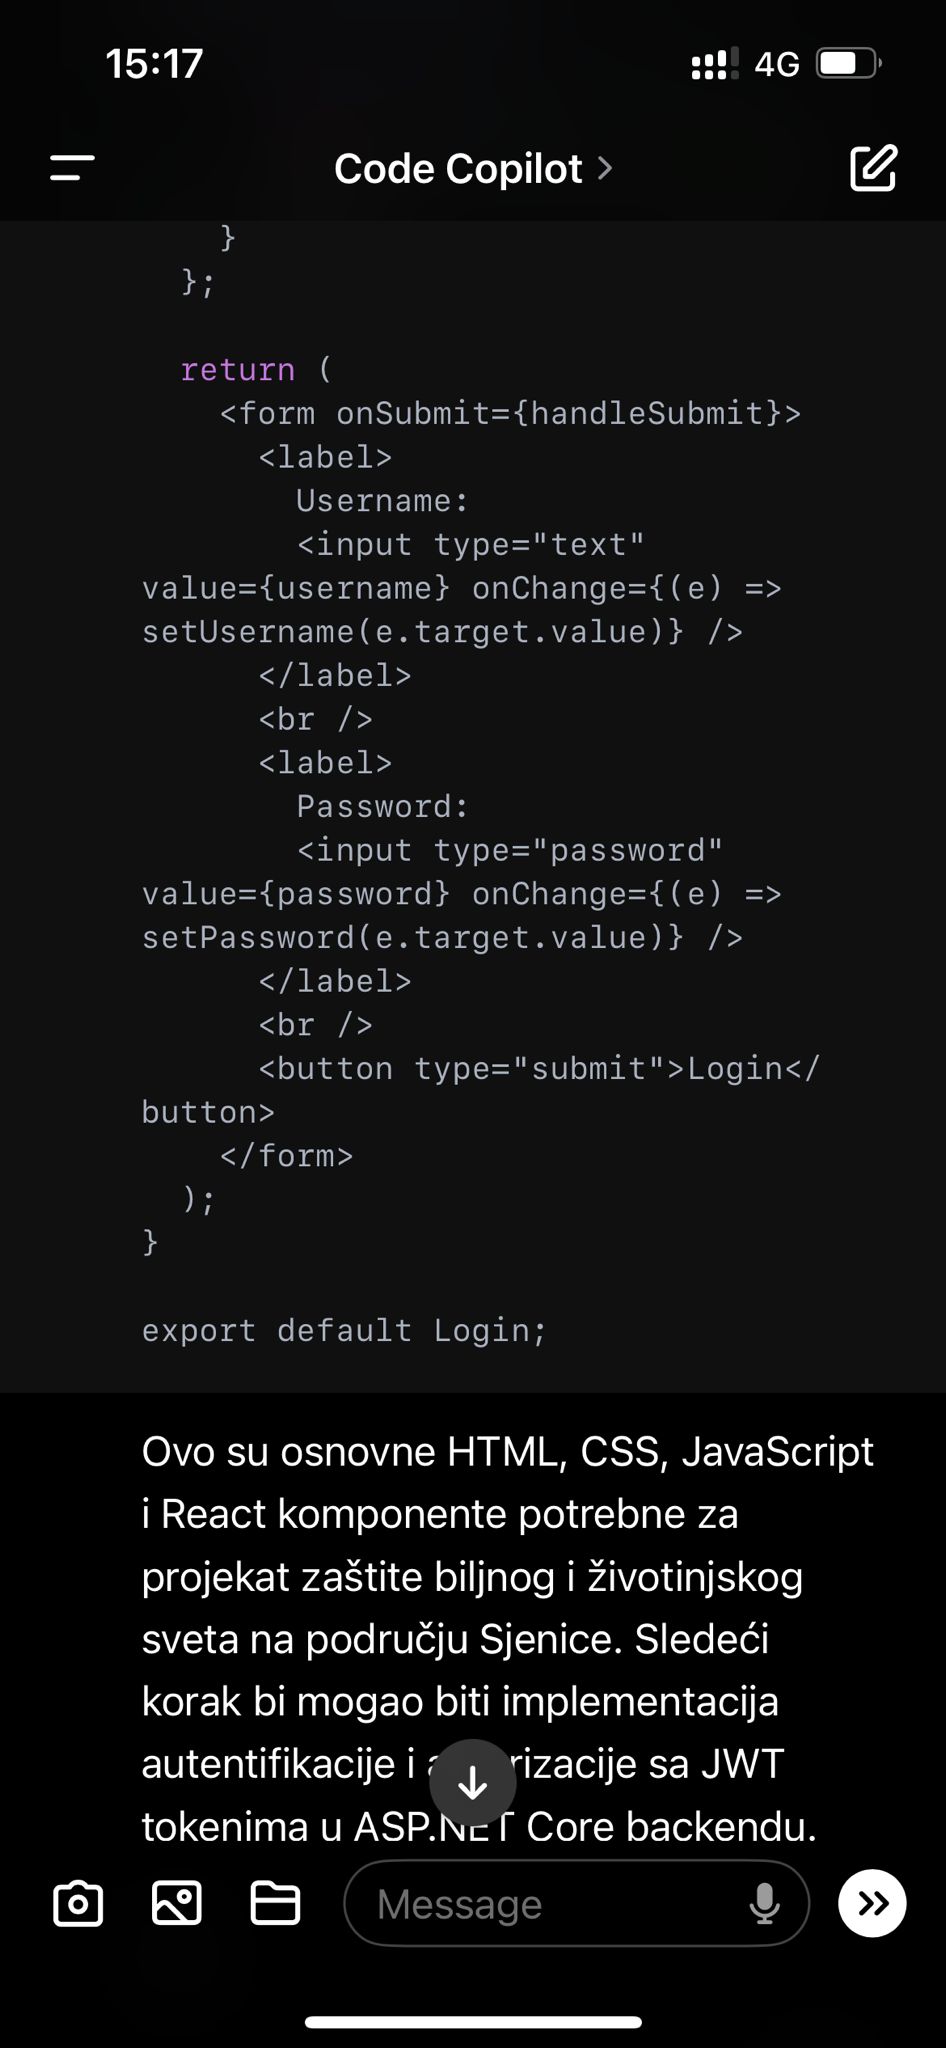 15:17
4G
Code Copilot
}
};
return (
<form onSubmit={handleSubmit}>
<label>
Username:
<input type="text"
value={username} onChange={(e) =>
setUsername(e.target.value)} />
</label>
<br />
<label>
Password:
<input type="password"
value={password} onChange={(e) =>
setPassword(e.target.value)} />
</label>
<br />
<button type="submit">Login</
button>
</form>
);
}
export default Login;
Ovo su osnovne HTML, CSS, JavaScript
i React komponente potrebne za
projekat zaštite biljnog i životinjskog
sveta na području Sjenice. Sledeći
korak bi mogao biti implementacija
autentifikacije i sa JWT
tokenima u ASP.NET Core backendu.
Message